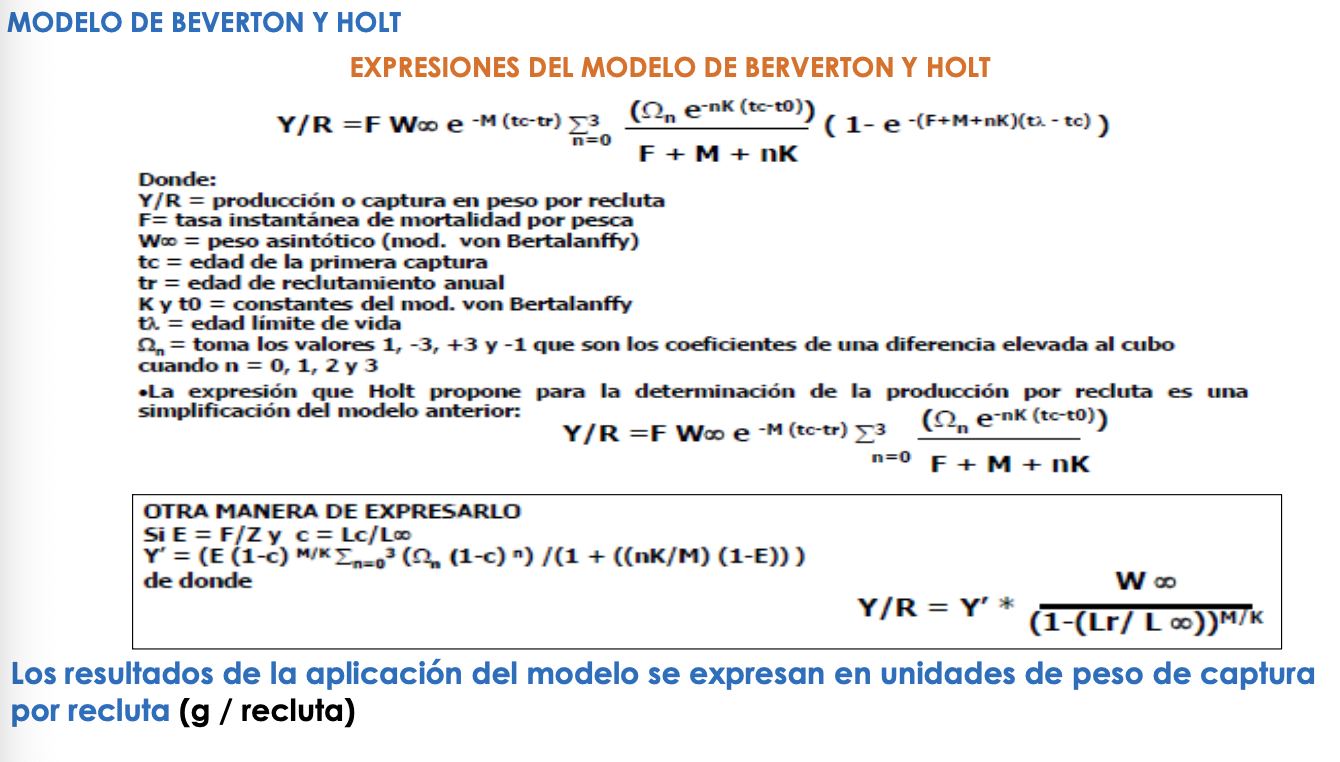 MODELO DE BEVERTON Y HOLT
EXPRESIONES DEL MODELO DE BERVERTON Y HOLT
Y/R =F W∞ e -M (tc-tr) Σ3 n=0 (Ωn e-nK (tc-t0)) ( 1- e -(F+M+nK)(tλ - tc) )
F + M + nK
Donde:
Y/R = producción o captura en peso por recluta
F= tasa instantánea de mortalidad por pesca
W∞ = peso asintótico (mod. von Bertalanffy)
tc = edad de la primera captura
tr = edad de reclutamiento anual
K y t0 = constantes del mod. von Bertalanffy
tλ = edad límite de vida
Ωn = toma los valores 1, -3, +3 y -1 que son los coeficientes de una diferencia elevada al cubo
cuando n = 0, 1, 2 y 3
•La expresión que Holt propone para la determinación de la producción por recluta es una
simplificación del modelo anterior:
Y/R =F W∞ e -M (tc-tr) Σ3 n=0 (Ωn e-nK (tc-t0))
F + M + nK
OTRA MANERA DE EXPRESARLO
Si E = F/Z y c = Lc/L∞
Y′ = (E (1-c) M/K Σn=03 (Ωn (1-c) n) /(1 + ((nK/M) (1-E)) )
de donde
W ∞
Y/R = Y′ *
(1-(Lr/ L ∞))M/K
Los resultados de la aplicación del modelo se expresan en unidades de peso de captura
por recluta (g / recluta)